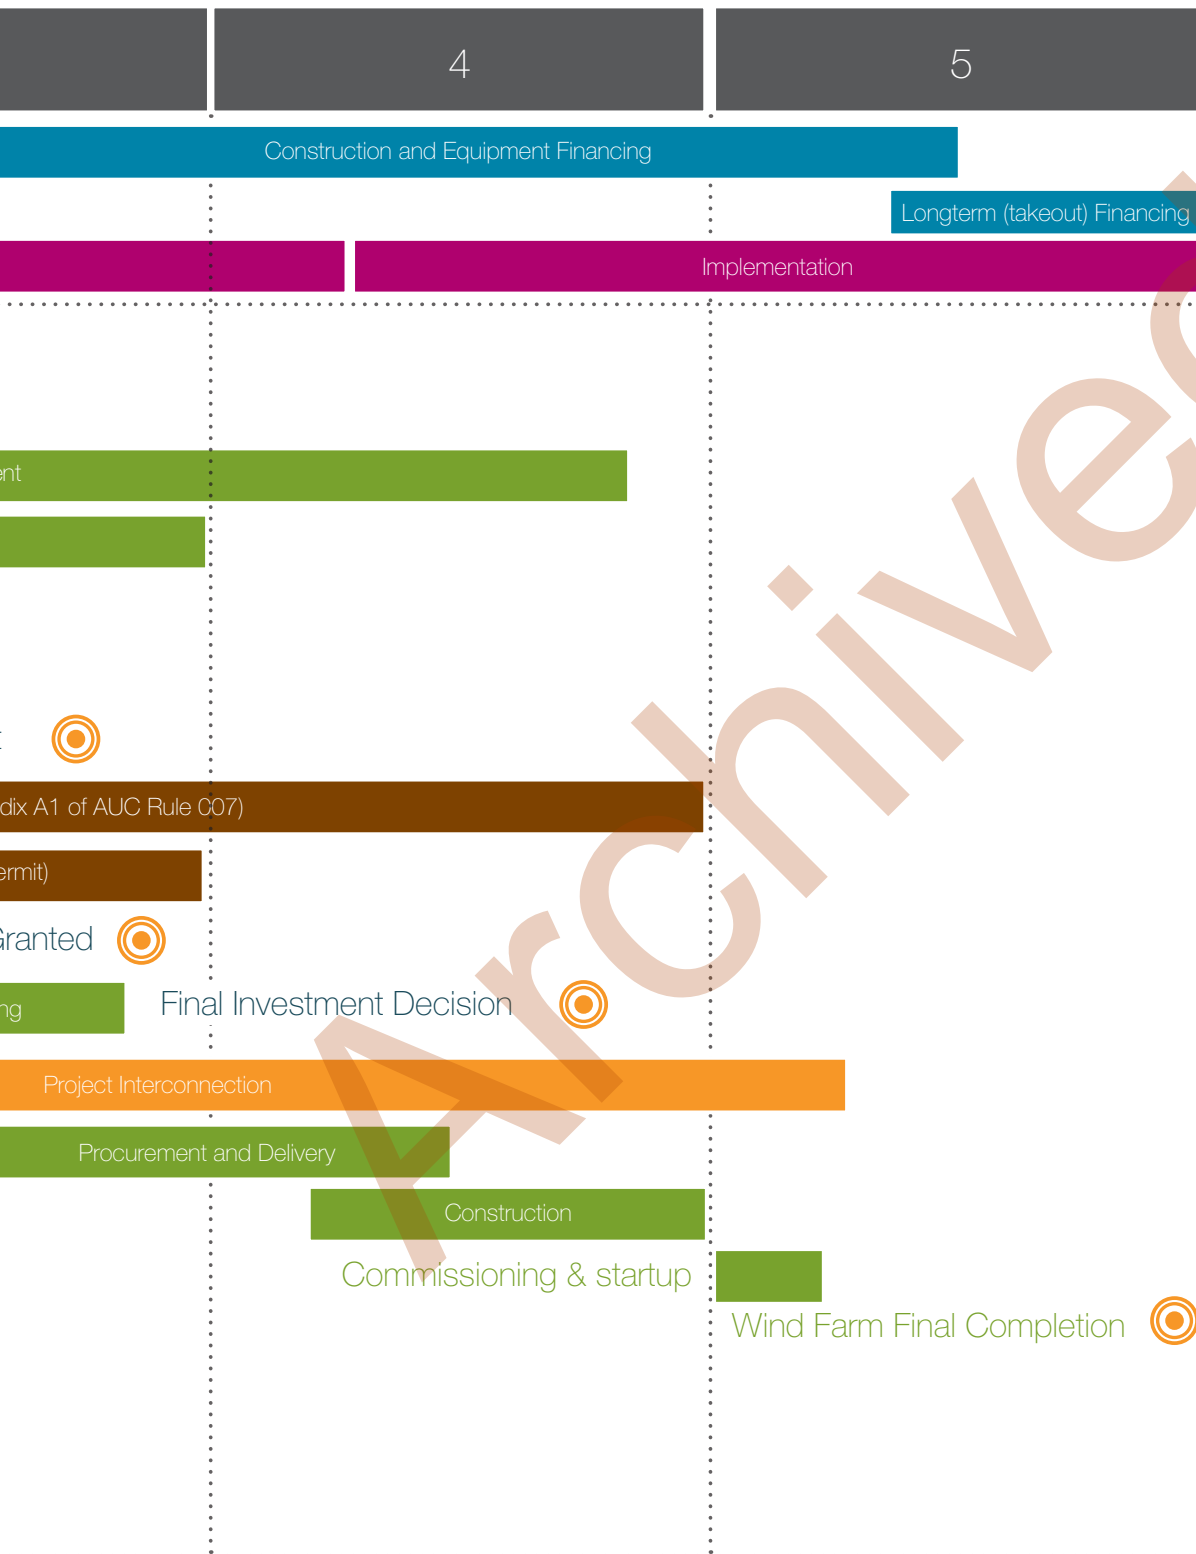 4
5
Construction and Equipment Financing
Longterm (takeout) Financing
Implementation
ent
dix A1 of AUC Rule 007)
ermit)
Granted
ng
Final Investment Decision
Project Interconnection
Procurement and Delivery
Construction
Commissioning & startup
Wind Farm Final Completion
Archive